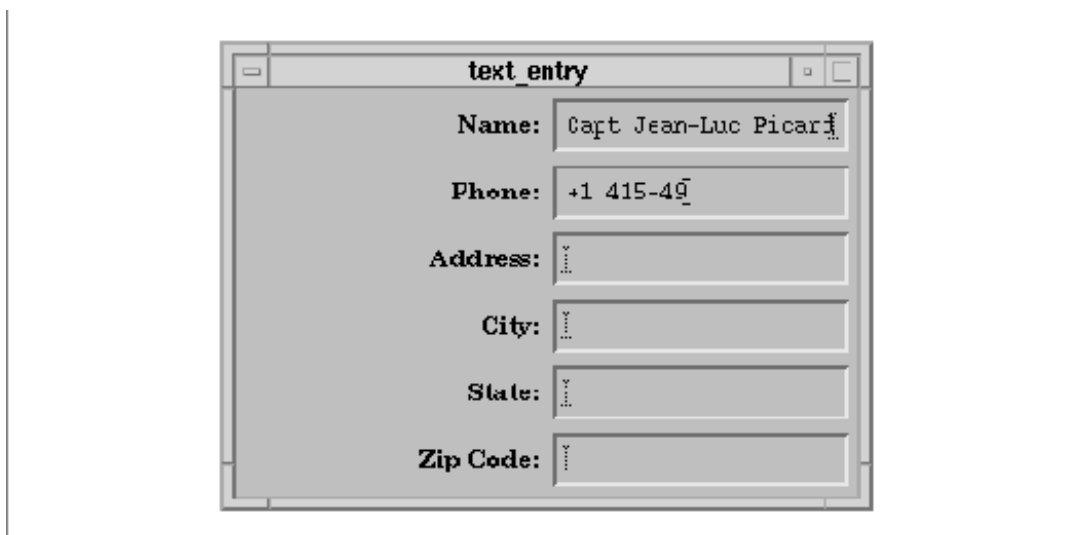 text_entry
Name: Capt Jean-Luc Picard
Phone: +1 415-49
Address:
City:
State:
Zip Code: